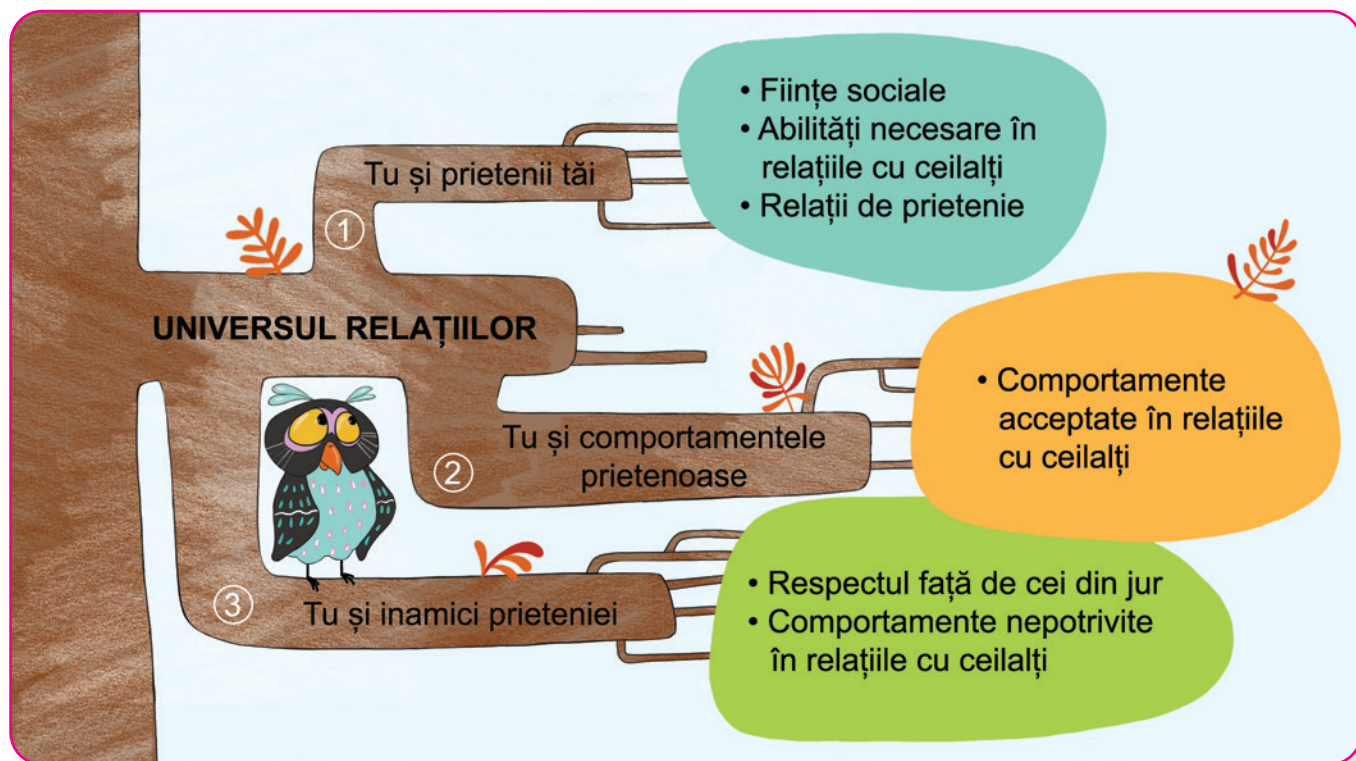 • Ființe sociale
• Abilități necesare în
relațiile cu ceilalți
• Relații de prietenie
Tu și prietenii tăi
1
UNIVERSUL RELAȚIILOR
• Comportamente
acceptate în relațiile
cu ceilalți
Tu și comportamentele
prietenoase
2
• Respectul față de cei din jur
• Comportamente nepotrivite
în relațiile cu ceilalți
Tu și inamici prieteniei
3